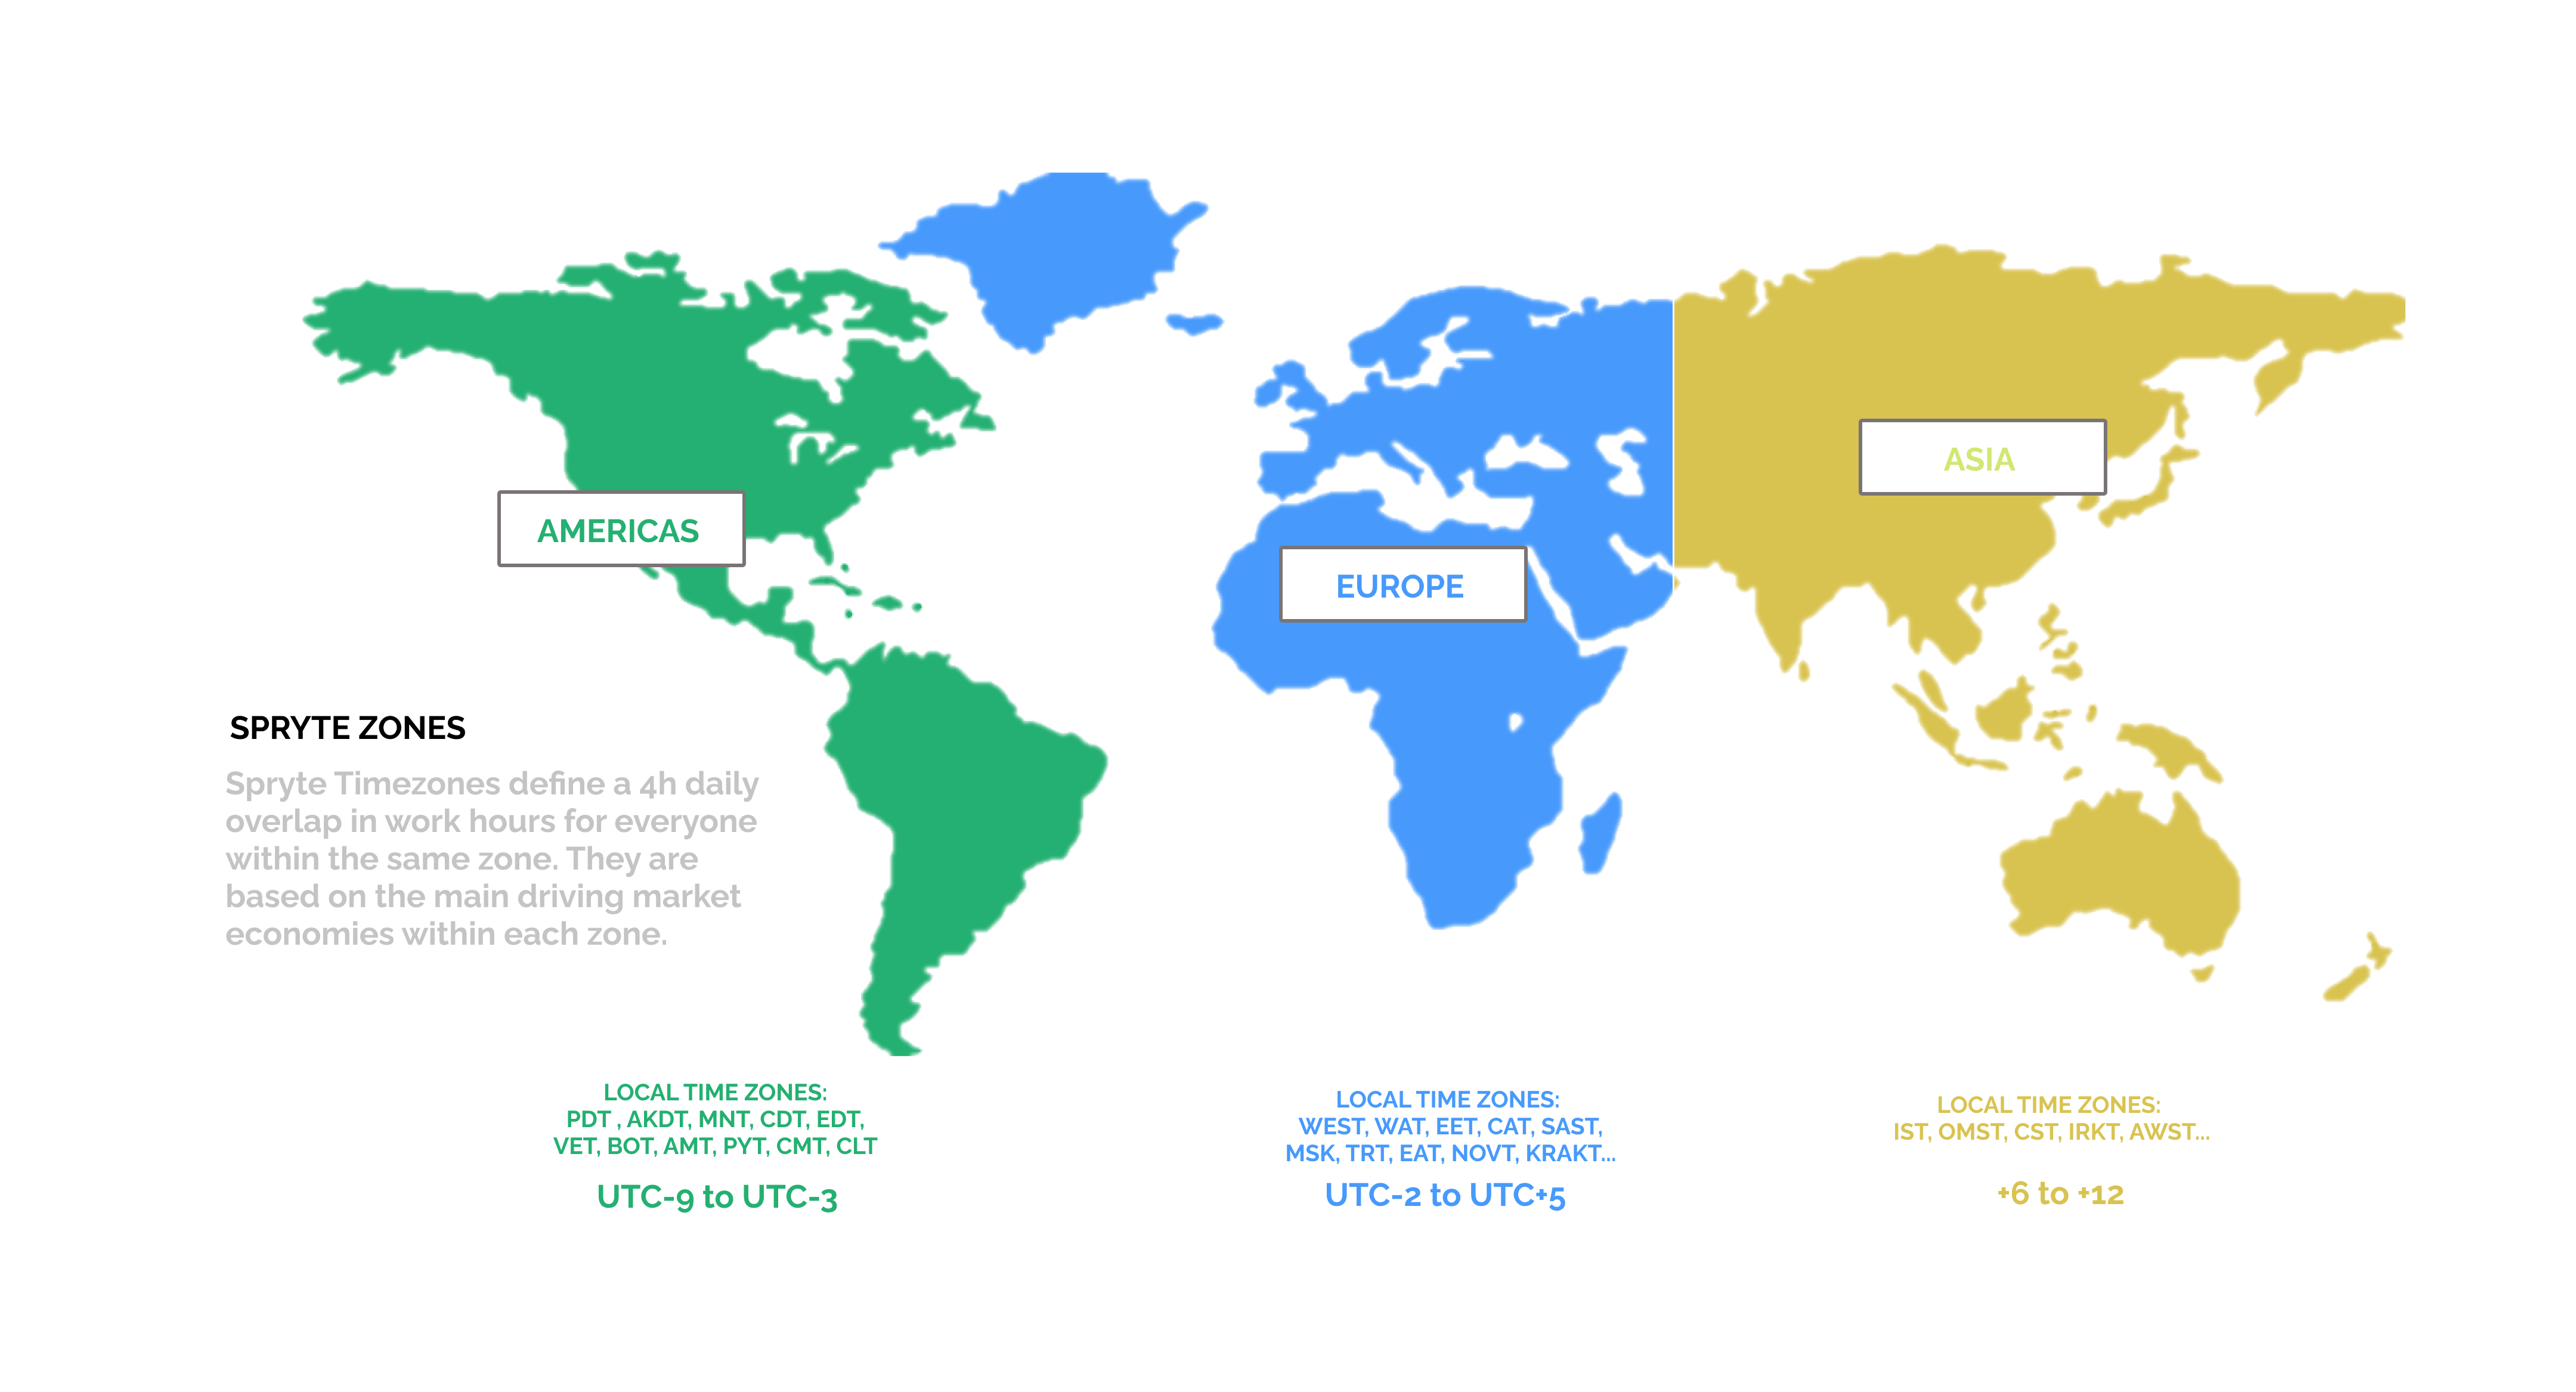 AMERICAS
EUROPE
ASIA
SPRYTE ZONES
Spryte Timezones define a 4h daily
overlap in work hours for everyone
within the same zone. They are
based on the main driving market
economies within each zone.
LOCAL TIME ZONES:
PDT , AKDT, MNT, CDT, EDT,
VET, BOT, AMT, PYT, CMT, CLT
UTC-9 to UTC-3
LOCAL TIME ZONES:
WEST, WAT, EET, CAT, SAST,
MSK, TRT, EAT, NOVT, KRAKT...
UTC-2 to UTC+5
LOCAL TIME ZONES:
IST, OMST, CST, IRKT, AWST...
+6 to +12